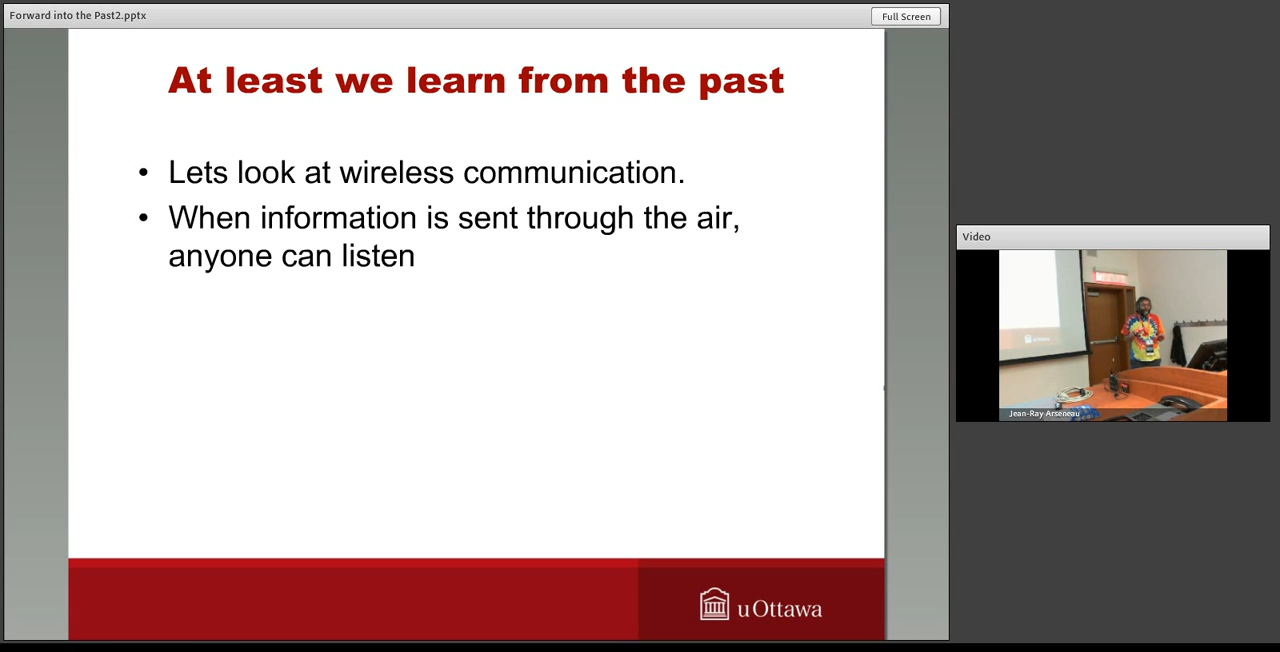 Forward into the Past2.pptx
Full Screen
At least we learn from the past
• Lets look at wireless communication.
• When information is sent through the air,
anyone can listen
uOttawa
Video
uOttawa
Jean-Ray Arseneau